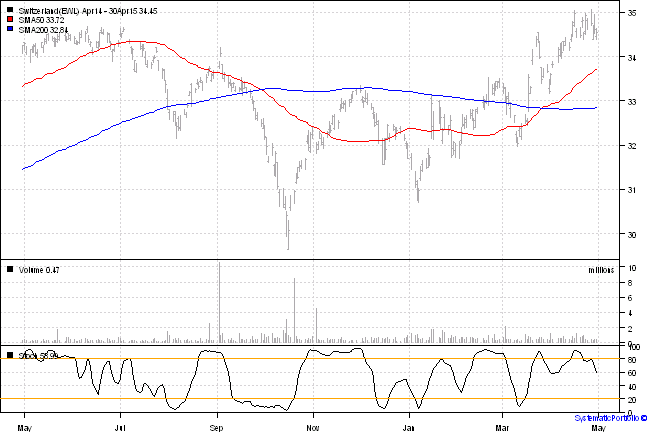 Switzerland(EWL) Apr14 - 30Apr15 34.45
SMA50 33.72
SMA200 32.84
35
34
33
32
31
30
Volume 0.47
millions
10
8
6
4
2
0
100
80
60
40
20
0
May
Jul
Sep
Nov
Jan
Mar
May
SystematicPortfolio ©